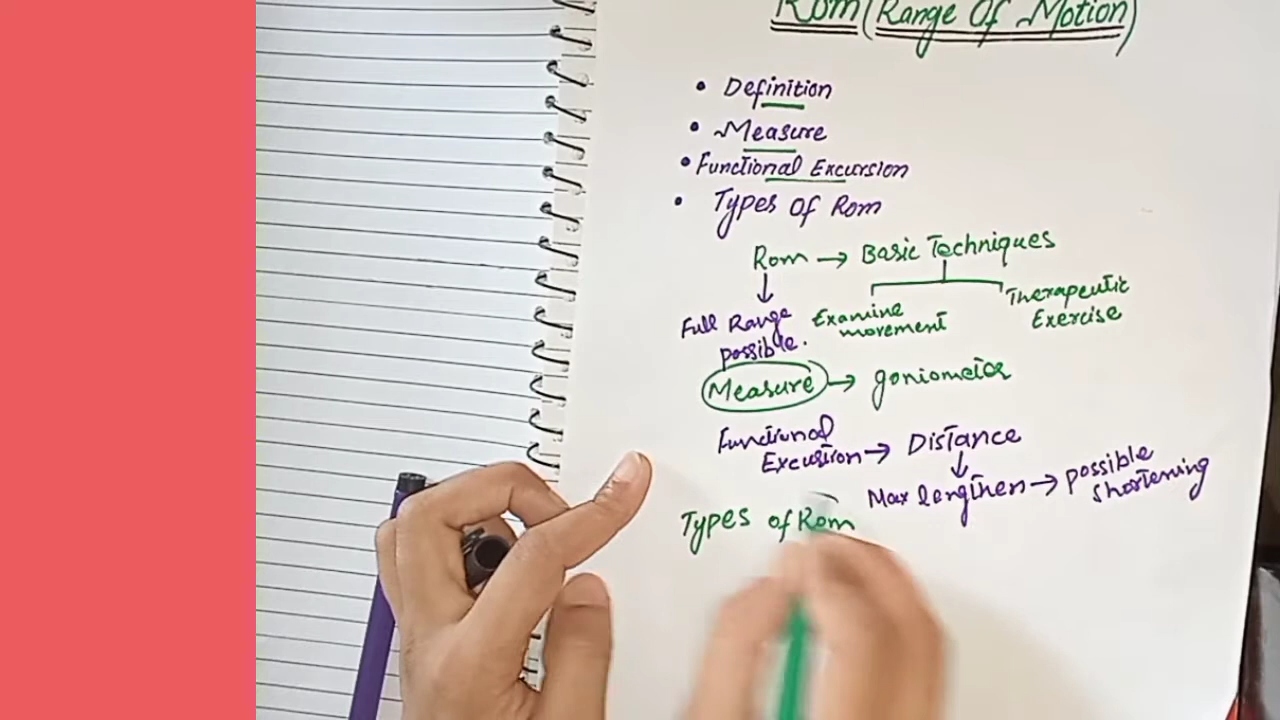 Rom (Range Of Motion)
• Definition
• Measure
• Functional Excursion
• Types Of Rom
Rom → Basic Techniques
↓
Full Range possible.
Examine movement
Therapeutic Exercise
Measure → goniometer
Functional
Excursion → Distance
↓
Max lengthen → possible shortening
Types of Rom